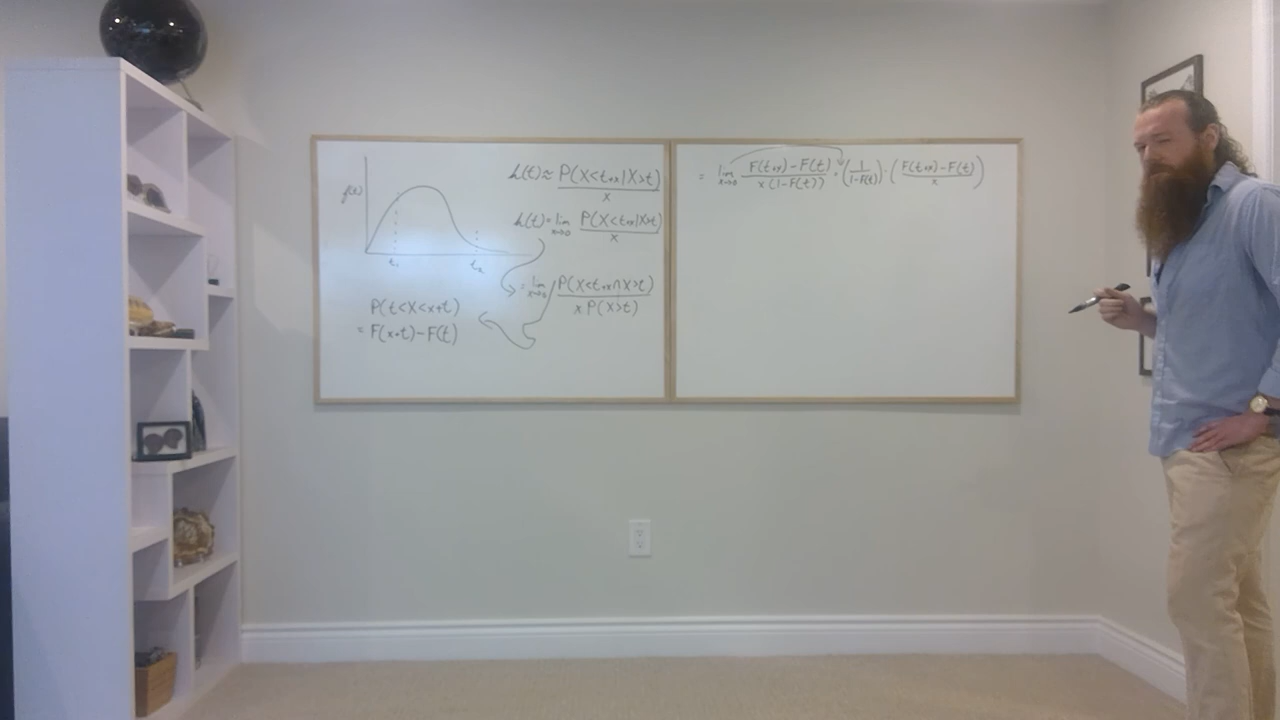 f(t)
t₁
t₂
h(t)≈ P(X<t+x|X>t)
x
h(t)= lim P(X<t+x|X>t)
x→0 x
= lim P(X<t+x∩X>t)
x→0 x·P(X>t)
P(t<X<x+t)
= F(x+t)-F(t)
= lim F(t+x)-F(t) = (1/1-F(t))·(F(t+x)-F(t)/x)
x→0 x(1-F(t))